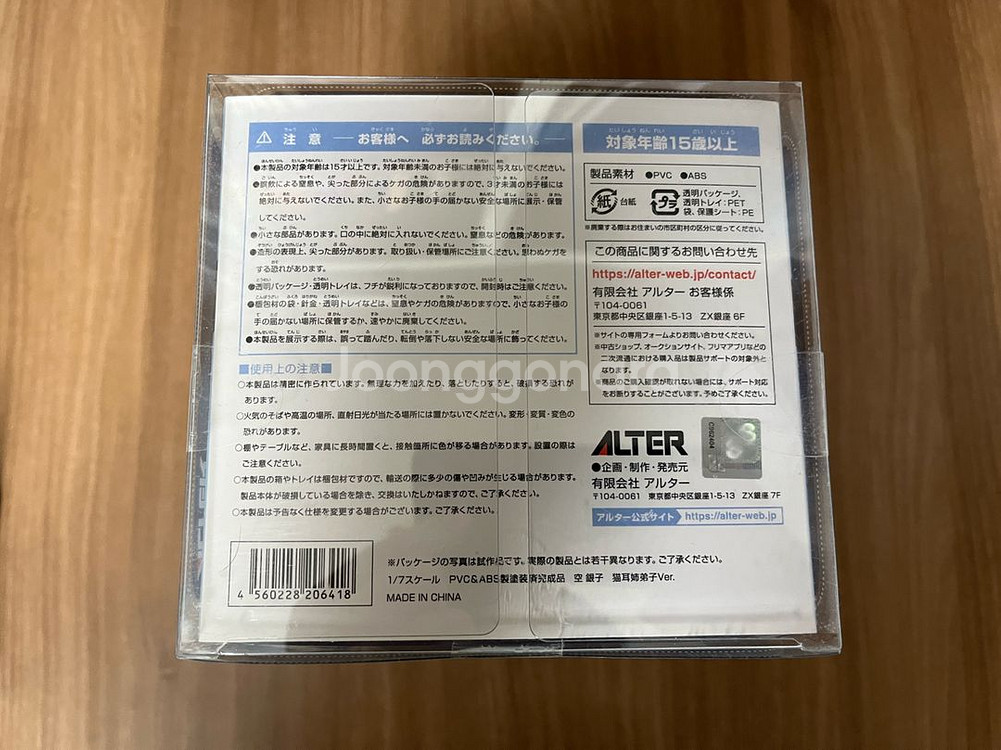 ⚠ 注意 ― お客様へ 必ずお読みください。―
●本製品の対象年齢は15才以上です。対象年齢未満のお子様には絶対に与えないでください。
●誤飲による窒息や、尖った部分によるケガの危険がありますので、3才未満のお子様には
絶対に与えないでください。また、小さなお子様の手の届かない安全な場所に展示・保管
してください。
●小さな部品があります。口の中に絶対に入れないでください。窒息などの危険があります。
●造形の表現上、尖った部分があります。取り扱い・保管場所にご注意ください。思わぬケガを
する恐れがあります。
●透明パッケージ・透明トレイは、フチが鋭利になっておりますので、開封時はご注意ください。
●梱包材の袋・針金・透明トレイなどは、窒息やケガの危険がありますので、小さなお子様の
手の届かない場所に保管するか、速やかに廃棄してください。
●本製品を展示する際は、誤って踏んだり、転倒や落下しない安全な場所に飾ってください。
■使用上の注意■
○本製品は精密に作られています。無理な力を加えたり、落としたりすると、破損する恐れが
あります。
○火気のそばや高温の場所、直射日光が当たる場所には置かないでください。変形・変質・変色の
恐れがあります。
○棚やテーブルなど、家具に長時間置くと、接触箇所に色が移る場合があります。設置の際は
ご注意ください。
○本製品の箱やトレイは梱包材ですので、輸送の際に多少の傷や凹みが生じる場合があります。
製品本体が破損している場合を除き、交換はいたしかねますので、ご了承ください。
○本製品は予告なく仕様を変更する場合がございます。ご了承ください。
対象年齢15歳以上
製品素材 ●PVC ●ABS
紙 台紙
プラ 透明パッケージ、
透明トレイ:PET
袋、保護シート:PE
※廃棄する際はお住まいの市区町村の区分に従ってください。
この商品に関するお問い合わせ先
https://alter-web.jp/contact/
有限会社 アルター お客様係
〒104-0061
東京都中央区銀座1-5-13 ZX銀座 6F
※サイトの専用フォームよりお問い合わせください。
※中古ショップ、オークションサイト、フリマアプリなどの
二次流通における購入品は製品サポートの対象外と
なります。
※商品のご購入確認が取れない場合には、サポート対応
をお断りすることがございます。予めご了承ください。
ALTER
C3962404
●企画・制作・発売元
有限会社 アルター
〒104-0061 東京都中央区銀座1-5-13 ZX銀座 7F
アルター公式サイト https://alter-web.jp
4 560228 206418
※パッケージの写真は試作品です。実際の製品とは若干異なります。ご了承ください。
1/7スケール PVC&ABS製塗装済完成品 空 銀子 猫耳姉弟子Ver.
MADE IN CHINA